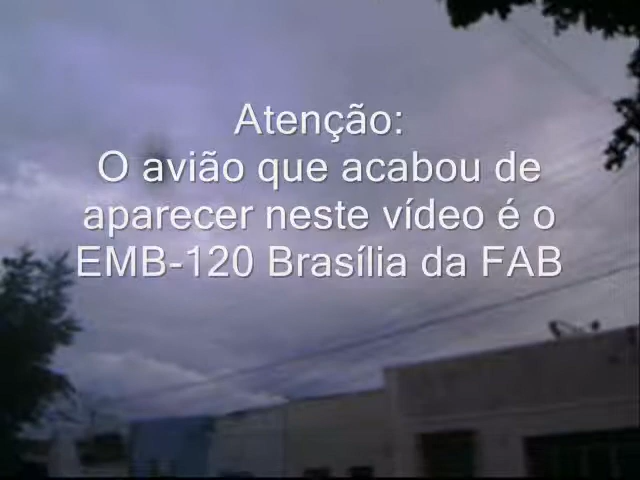 Atenção:
O avião que acabou de
aparecer neste vídeo é o
EMB-120 Brasília da FAB